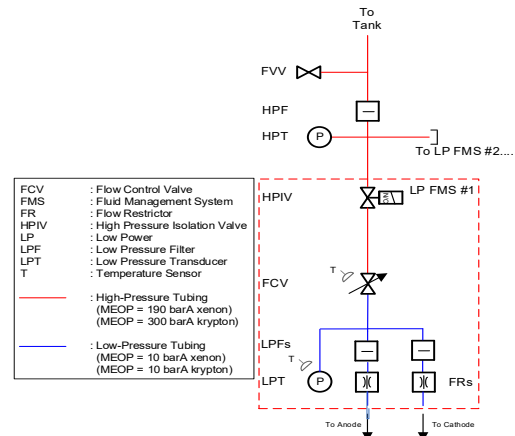 To
Tank
FVV
HPF
HPT
P
To LP FMS #2....
HPIV
N/C
LP FMS #1
T
FCV
LPFs
T
LPT
P
FRs
To Anode
To Cathode
FCV : Flow Control Valve
FMS : Fluid Management System
FR : Flow Restrictor
HPIV : High Pressure Isolation Valve
LP : Low Power
LPF : Low Pressure Filter
LPT : Low Pressure Transducer
T : Temperature Sensor
: High-Pressure Tubing
(MEOP = 190 barA xenon)
(MEOP = 300 barA krypton)
: Low-Pressure Tubing
(MEOP = 10 barA xenon)
(MEOP = 10 barA krypton)